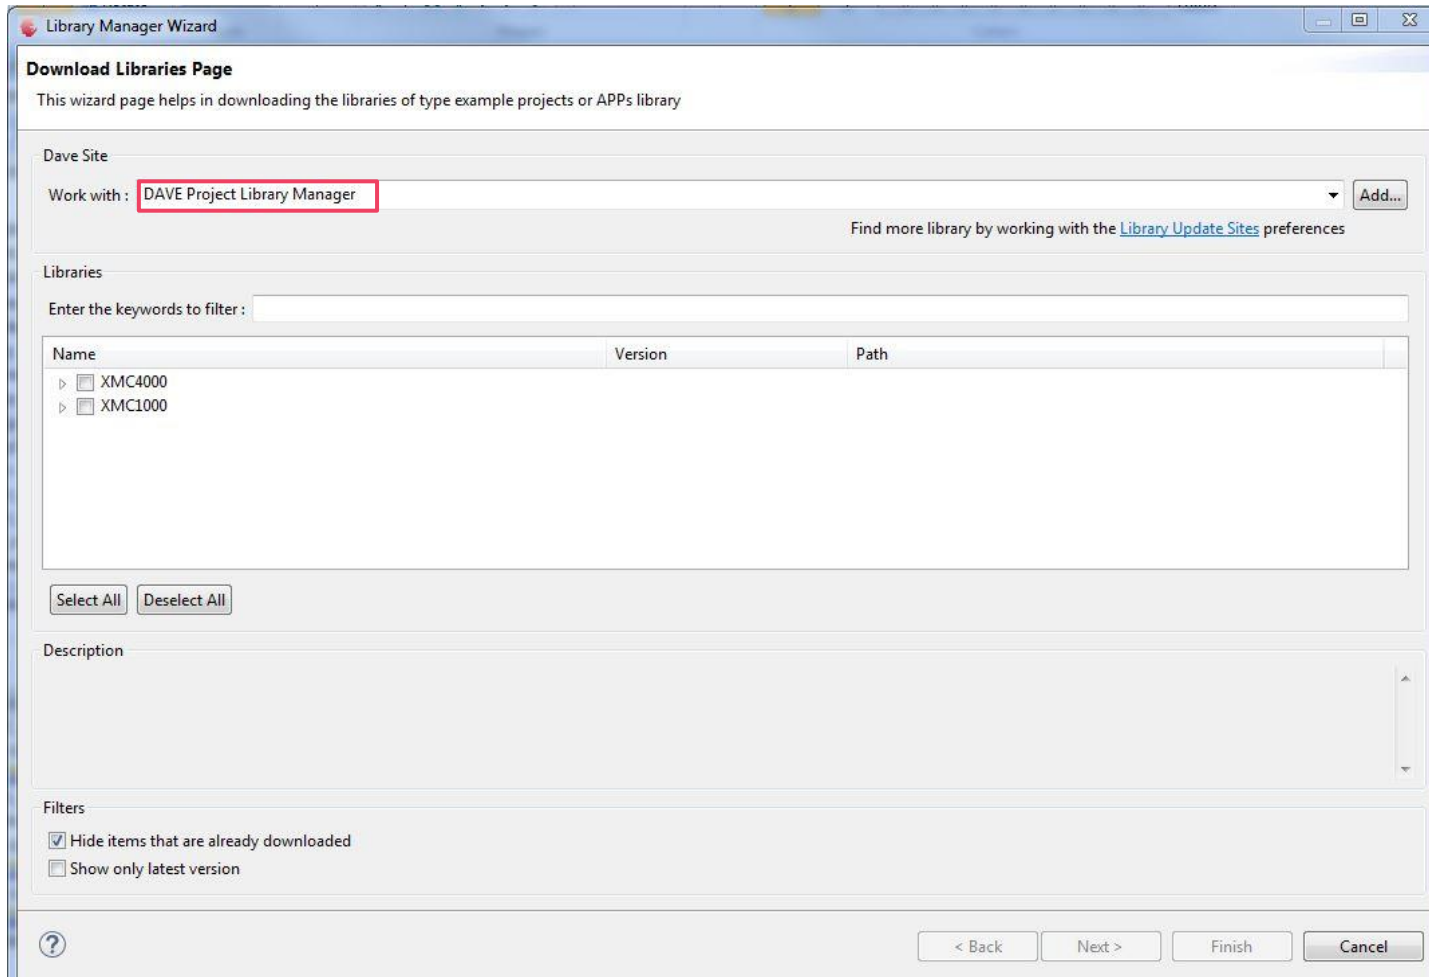 Library Manager Wizard
Download Libraries Page
This wizard page helps in downloading the libraries of type example projects or APPs library
Dave Site
Work with : DAVE Project Library Manager Add...
Find more library by working with the Library Update Sites preferences
Libraries
Enter the keywords to filter :
Name Version Path
XMC4000
XMC1000
Select All Deselect All
Description
Filters
Hide items that are already downloaded
Show only latest version
? < Back Next > Finish Cancel